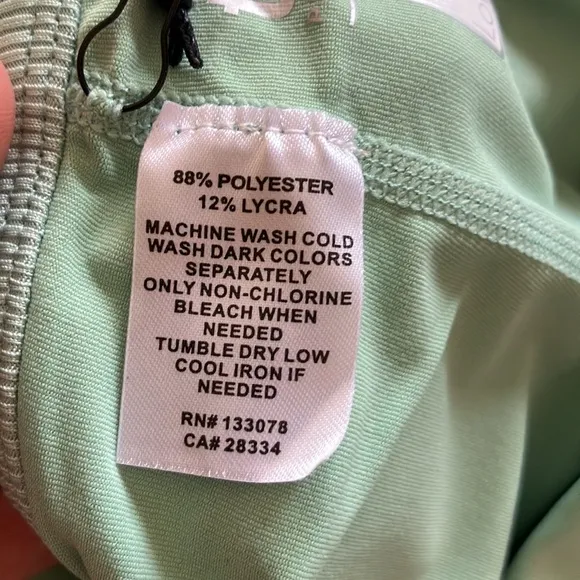 88% POLYESTER
12% LYCRA
MACHINE WASH COLD
WASH DARK COLORS
SEPARATELY
ONLY NON-CHLORINE
BLEACH WHEN
NEEDED
TUMBLE DRY LOW
COOL IRON IF
NEEDED
RN# 133078
CA# 28334